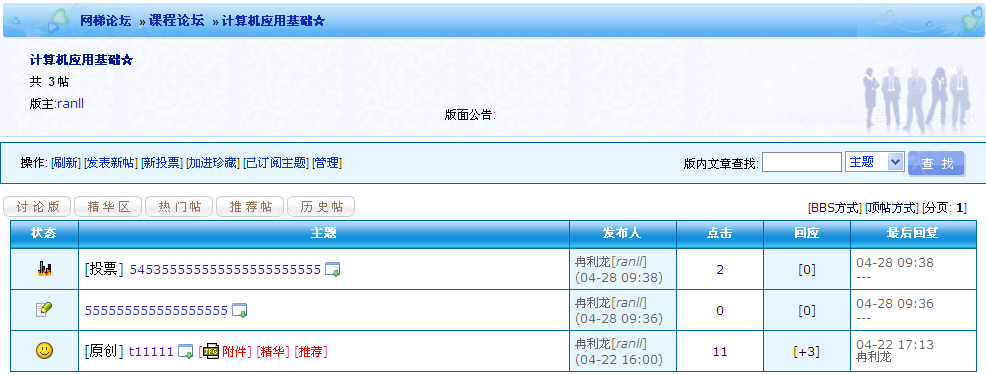 网梯论坛 »课程论坛 »计算机应用基础☆
计算机应用基础☆
共 3帖
版主:ranll
版面公告:
操作: [刷新] [发表新帖] [新投票] [加进珍藏] [已订阅主题] [管理] 版内文章查找: 主题 查 找
讨论版 精华区 热门帖 推荐帖 历史帖 [BBS方式] [顶帖方式] [分页: 1]
状态 主题 发布人 点击 回应 最后回复
[投票] 5453555555555555555555555 冉利龙[ranll] 2 [0] 04-28 09:38
(04-28 09:38) ---
555555555555555555 冉利龙[ranll] 0 [0] 04-28 09:36
(04-28 09:36) ---
[原创] t11111 [附件] [精华] [推荐] 冉利龙[ranll] 11 [+3] 04-22 17:13
(04-22 16:00) 冉利龙